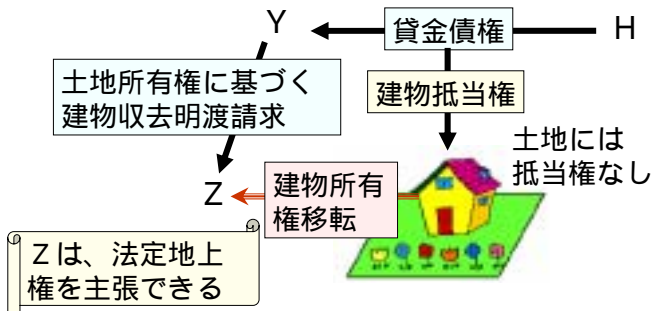 Y
貸金債権
H
土地所有権に基づく
建物収去明渡請求
建物抵当権
土地には
抵当権なし
Z
建物所有
権移転
Zは、法定地上
権を主張できる